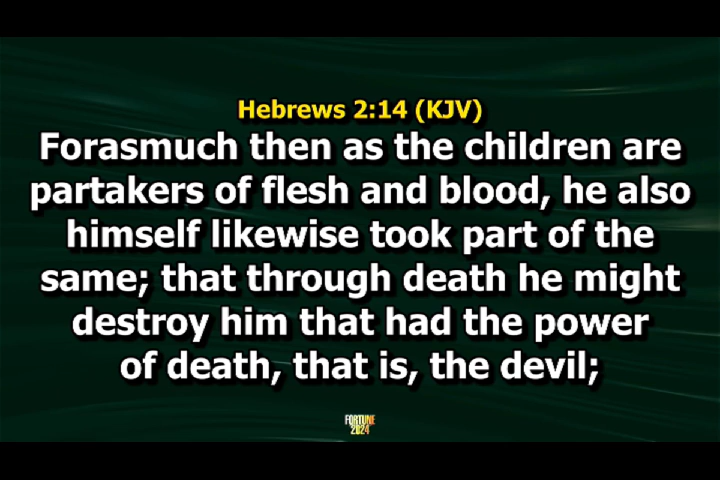 Hebrews 2:14 (KJV)
Forasmuch then as the children are
partakers of flesh and blood, he also
himself likewise took part of the
same; that through death he might
destroy him that had the power
of death, that is, the devil;
FORTUNE
2024